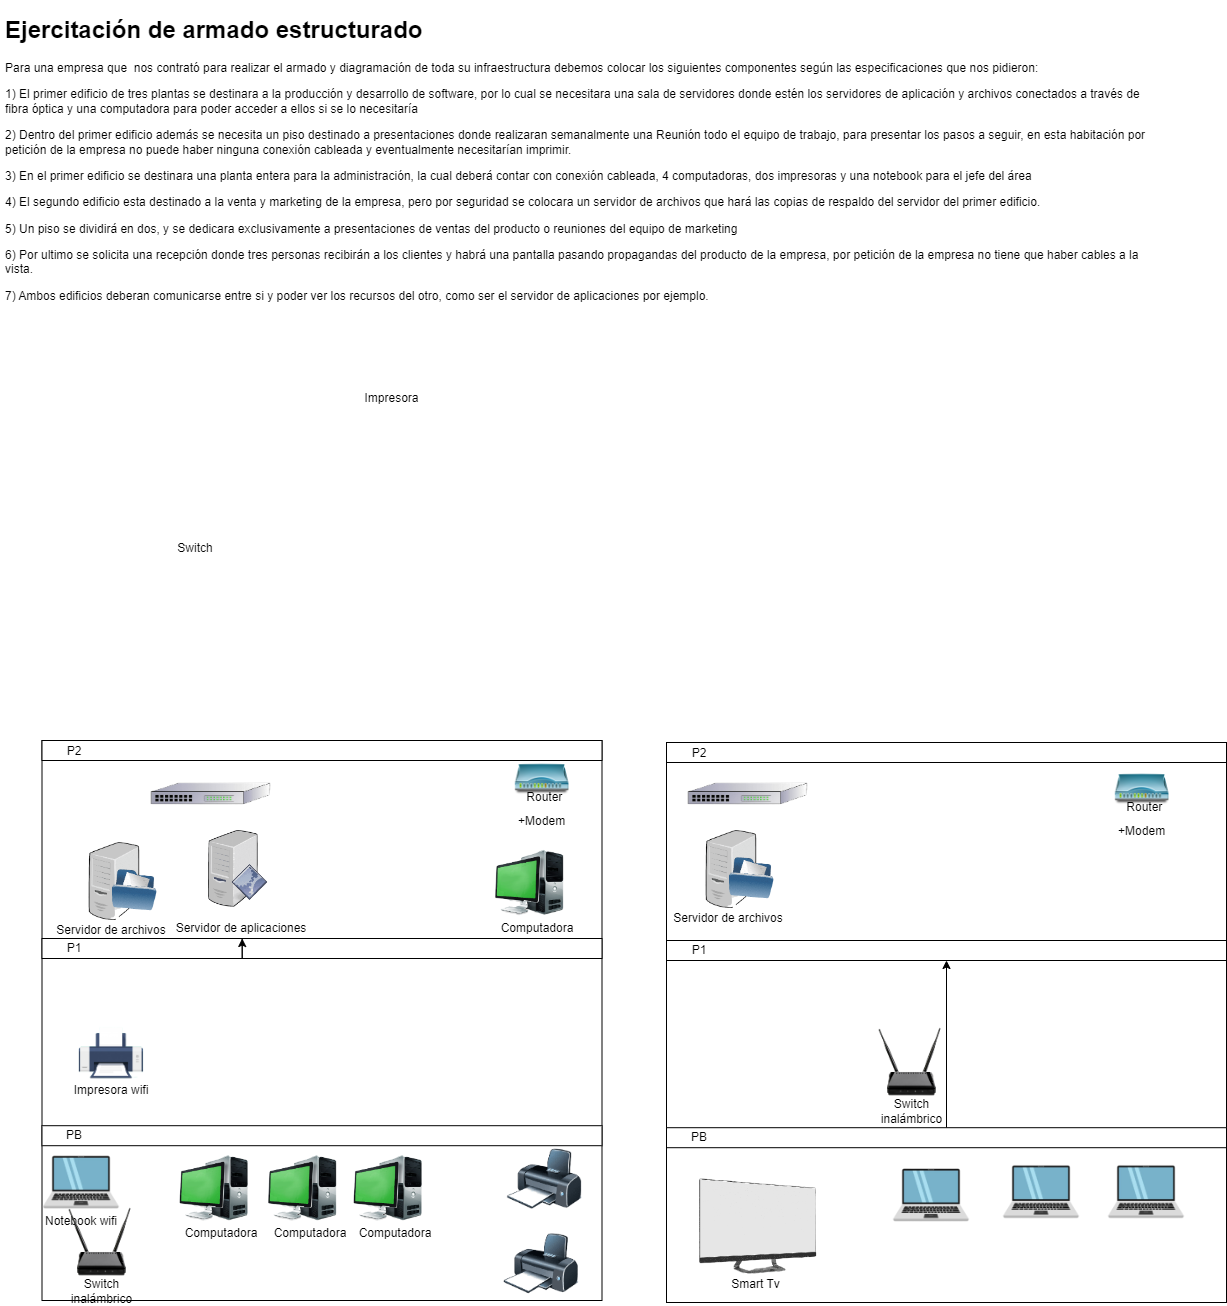 Ejercitación de armado estructurado
Para una empresa que  nos contrató para realizar el armado y diagramación de toda su infraestructura debemos colocar los siguientes componentes según las especificaciones que nos pidieron:
1) El primer edificio de tres plantas se destinara a la producción y desarrollo de software, por lo cual se necesitara una sala de servidores donde estén los servidores de aplicación y archivos conectados a través de
fibra óptica y una computadora para poder acceder a ellos si se lo necesitaría
2) Dentro del primer edificio además se necesita un piso destinado a presentaciones donde realizaran semanalmente una Reunión todo el equipo de trabajo, para presentar los pasos a seguir, en esta habitación por
petición de la empresa no puede haber ninguna conexión cableada y eventualmente necesitarían imprimir.
3) En el primer edificio se destinara una planta entera para la administración, la cual deberá contar con conexión cableada, 4 computadoras, dos impresoras y una notebook para el jefe del área
4) El segundo edificio esta destinado a la venta y marketing de la empresa, pero por seguridad se colocara un servidor de archivos que hará las copias de respaldo del servidor del primer edificio.
5) Un piso se dividirá en dos, y se dedicara exclusivamente a presentaciones de ventas del producto o reuniones del equipo de marketing
6) Por ultimo se solicita una recepción donde tres personas recibirán a los clientes y habrá una pantalla pasando propagandas del producto de la empresa, por petición de la empresa no tiene que haber cables a la
vista.
7) Ambos edificios deberan comunicarse entre si y poder ver los recursos del otro, como ser el servidor de aplicaciones por ejemplo.
Impresora
Switch
P2
Router
+Modem
Servidor de archivos
Servidor de aplicaciones
Computadora
P1
Impresora wifi
PB
Notebook wifi
Computadora
Computadora
Computadora
Switch
inalámbrico
P2
Router
+Modem
Servidor de archivos
P1
Switch
inalámbrico
PB
Smart Tv